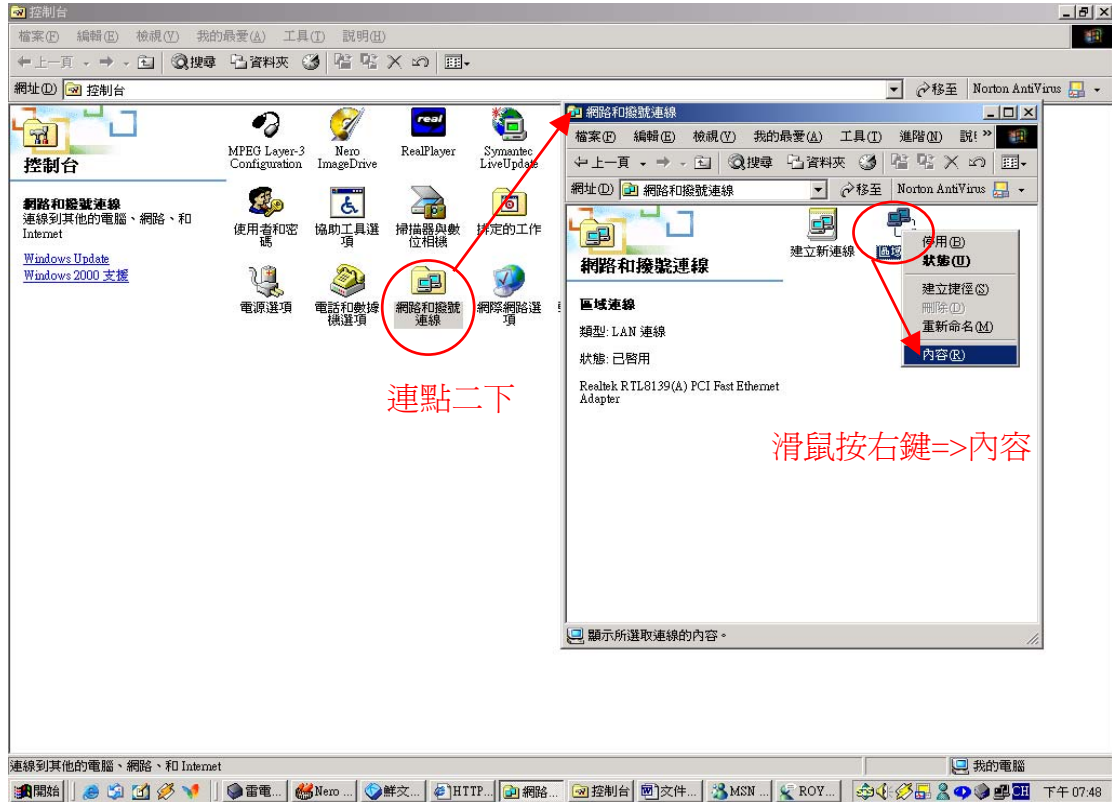 控制台
檔案(F) 編輯(E) 檢視(V) 我的最愛(A) 工具(T) 說明(H)
上一頁 搜尋 資料夾
網址(D) 控制台 移至 Norton AntiVirus
控制台
網路和撥號連線
連線到其他的電腦、網路、和
Internet
Windows Update
Windows 2000 支援
MPEG Layer-3
Configuration
Nero
ImageDrive
RealPlayer
Symantec
LiveUpdate
使用者和密
碼
協助工具選
項
掃描器與數
位相機
排定的工作
電源選項
電話和數據
機選項
網路和撥號
連線
網際網路選
項
連點二下
網路和撥號連線
檔案(F) 編輯(E) 檢視(V) 我的最愛(A) 工具(T) 進階(N) 說 »
上一頁 搜尋 資料夾
網址(D) 網路和撥號連線 移至 Norton AntiVirus
網路和撥號連線
區域連線
類型: LAN 連線
狀態: 已啓用
Realtek RTL8139(A) PCI Fast Ethernet
Adapter
建立新連線
停用(B)
狀態(U)
建立捷徑(S)
刪除(D)
重新命名(M)
內容(R)
滑鼠按右鍵=>內容
顯示所選取連線的內容。
連線到其他的電腦、網路、和 Internet 我的電腦
開始 雷電... Nero ... 鮮文... HTTP... 網路... 控制台 文件... MSN ... ROY... CH 下午 07:48